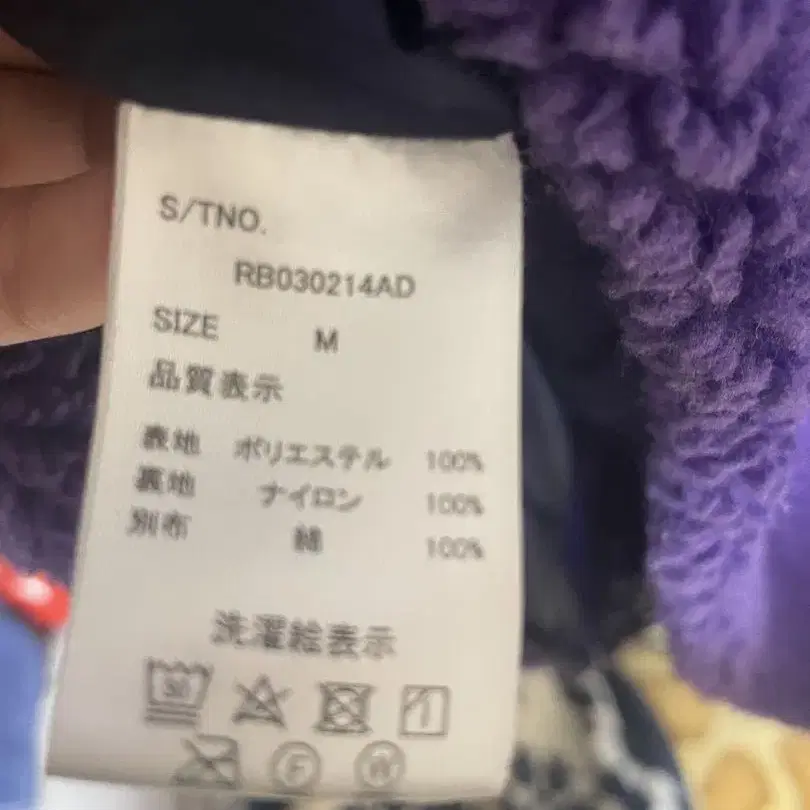 S/TNO.
RB030214AD
SIZE M
品質表示
表地 ポリエステル 100%
裏地 ナイロン 100%
別布 綿 100%
洗濯絵表示
30
F
W